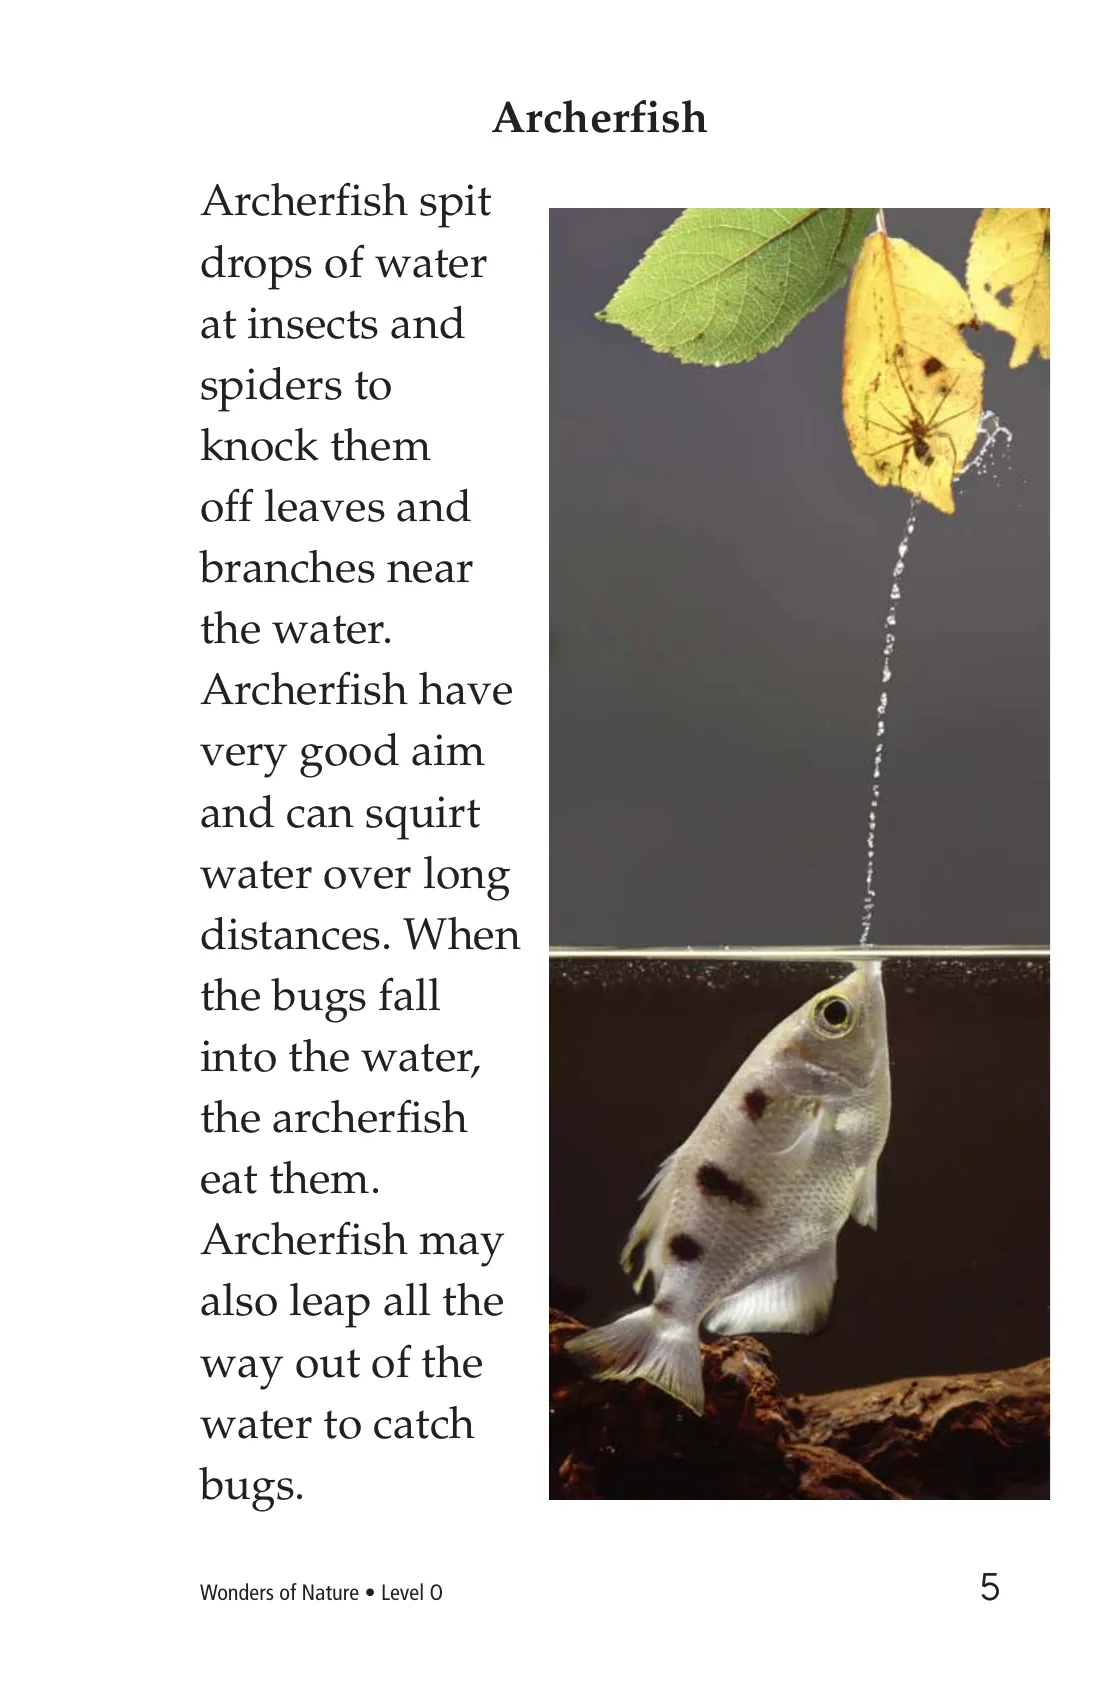 Archerfish
Archerfish spit
drops of water
at insects and
spiders to
knock them
off leaves and
branches near
the water.
Archerfish have
very good aim
and can squirt
water over long
distances. When
the bugs fall
into the water,
the archerfish
eat them.
Archerfish may
also leap all the
way out of the
water to catch
bugs.
Wonders of Nature • Level O
5